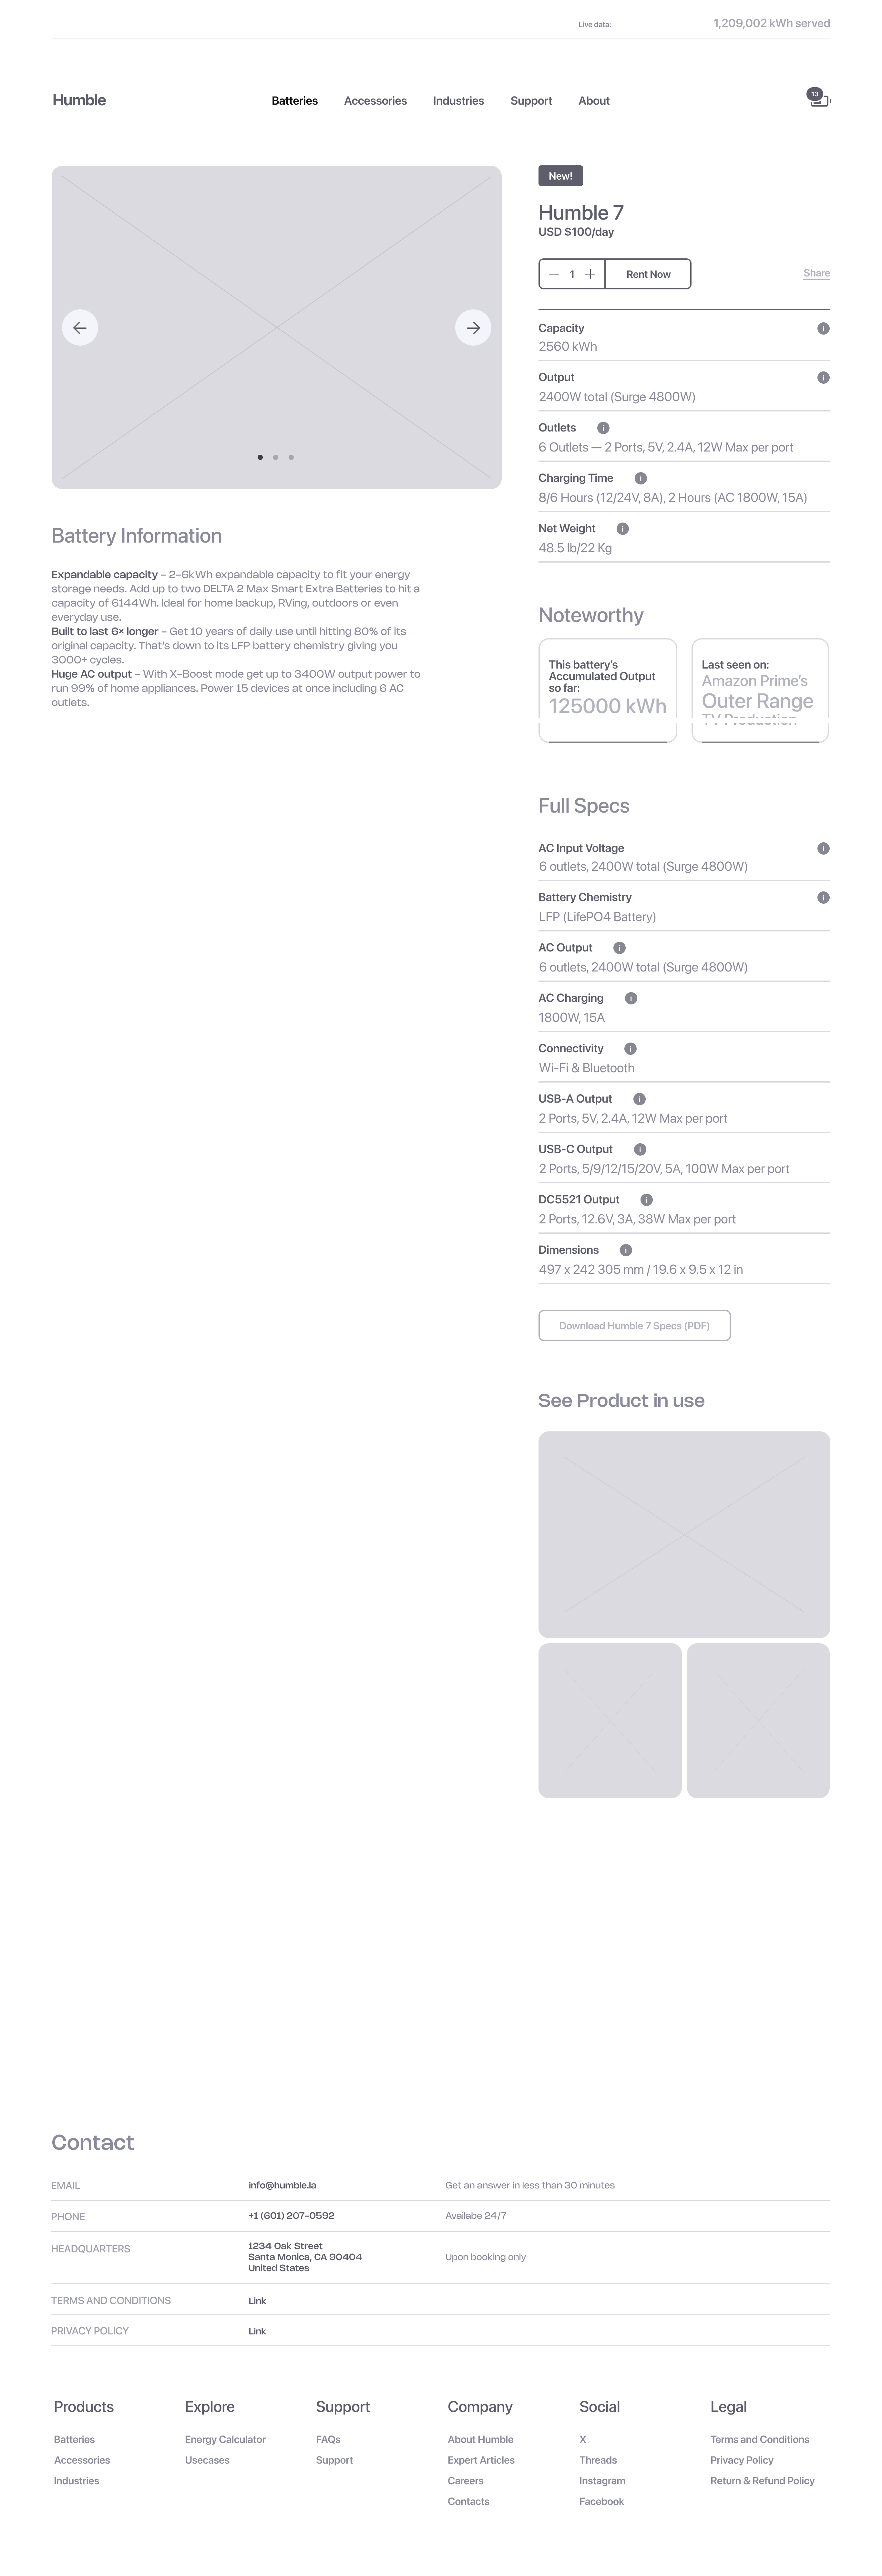 Live data:
1,209,002 kWh served
Humble
Batteries
Accessories
Industries
Support
About
13
New!
Humble 7
USD $100/day
1
Rent Now
Share
Capacity
2560 kWh
Output
2400W total (Surge 4800W)
Outlets
6 Outlets — 2 Ports, 5V, 2.4A, 12W Max per port
Charging Time
8/6 Hours (12/24V, 8A), 2 Hours (AC 1800W, 15A)
Net Weight
48.5 lb/22 Kg
Battery Information
Expandable capacity – 2–6kWh expandable capacity to fit your energy
storage needs. Add up to two DELTA 2 Max Smart Extra Batteries to hit a
capacity of 6144Wh. Ideal for home backup, RVing, outdoors or even
everyday use.
Built to last 6× longer – Get 10 years of daily use until hitting 80% of its
original capacity. That's down to its LFP battery chemistry giving you
3000+ cycles.
Huge AC output – With X-Boost mode get up to 3400W output power to
run 99% of home appliances. Power 15 devices at once including 6 AC
outlets.
Noteworthy
This battery's
Accumulated Output
so far:
125000 kWh
Last seen on:
Amazon Prime's
Outer Range
TV Production
Full Specs
AC Input Voltage
6 outlets, 2400W total (Surge 4800W)
Battery Chemistry
LFP (LifePO4 Battery)
AC Output
6 outlets, 2400W total (Surge 4800W)
AC Charging
1800W, 15A
Connectivity
Wi-Fi & Bluetooth
USB-A Output
2 Ports, 5V, 2.4A, 12W Max per port
USB-C Output
2 Ports, 5/9/12/15/20V, 5A, 100W Max per port
DC5521 Output
2 Ports, 12.6V, 3A, 38W Max per port
Dimensions
497 x 242 305 mm / 19.6 x 9.5 x 12 in
Download Humble 7 Specs (PDF)
See Product in use
Contact
EMAIL
info@humble.la
Get an answer in less than 30 minutes
PHONE
+1 (601) 207-0592
Availabe 24/7
HEADQUARTERS
1234 Oak Street
Santa Monica, CA 90404
United States
Upon booking only
TERMS AND CONDITIONS
Link
PRIVACY POLICY
Link
Products
Batteries
Accessories
Industries
Explore
Energy Calculator
Usecases
Support
FAQs
Support
Company
About Humble
Expert Articles
Careers
Contacts
Social
X
Threads
Instagram
Facebook
Legal
Terms and Conditions
Privacy Policy
Return & Refund Policy